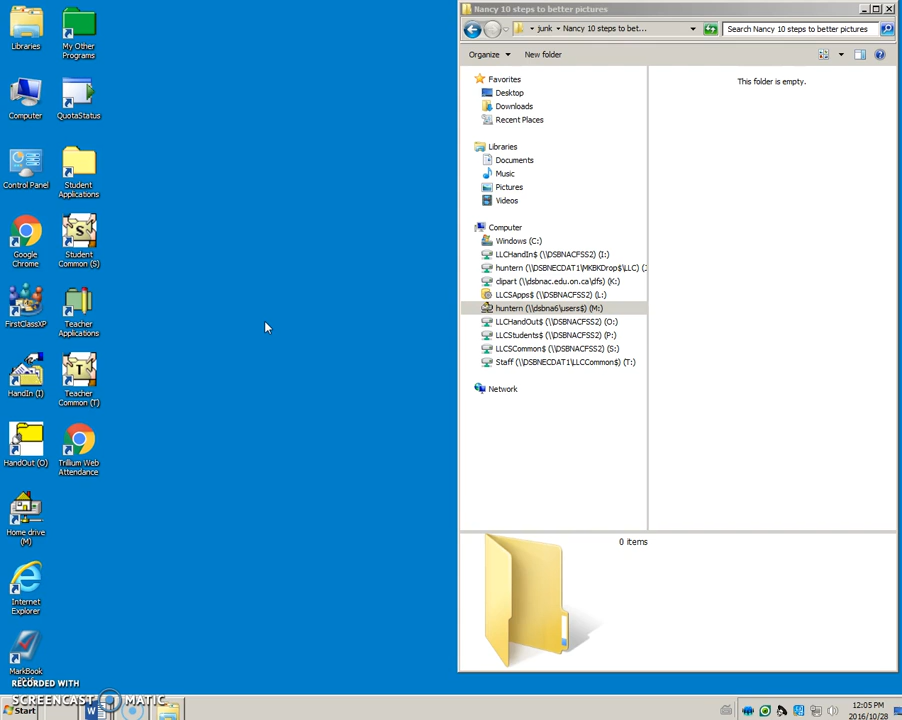 Libraries
My Other
Programs
Computer
QuotaStatus
Control Panel
Student
Applications
Google
Chrome
Student
Common (S)
FirstClassXP
Teacher
Applications
HandIn (I)
Teacher
Common (T)
HandOut (O)
Trillium Web
Attendance
Home drive
(M)
Internet
Explorer
MarkBook
RECORDED WITH
SCREENCAST MATIC
Start
Nancy 10 steps to better pictures
junk
Nancy 10 steps to bet...
Search Nancy 10 steps to better pictures
Organize
New folder
Favorites
Desktop
Downloads
Recent Places
Libraries
Documents
Music
Pictures
Videos
Computer
Windows (C:)
LLCHandIn$ (\\DSBNACFSS2) (I:)
huntern (\\DSBNECDAT1\MKBKDrop$\LLC) (J
clipart (\\dsbnac.edu.on.ca\dfs) (K:)
LLCSApps$ (\\DSBNACFSS2) (L:)
huntern (\\dsbna6\users$) (M:)
LLCHandOut$ (\\DSBNACFSS2) (O:)
LLCStudents$ (\\DSBNACFSS2) (P:)
LLCSCommon$ (\\DSBNACFSS2) (S:)
Staff (\\DSBNECDAT1\LLCCommon$) (T:)
Network
This folder is empty.
0 items
12:05 PM
2016/10/28